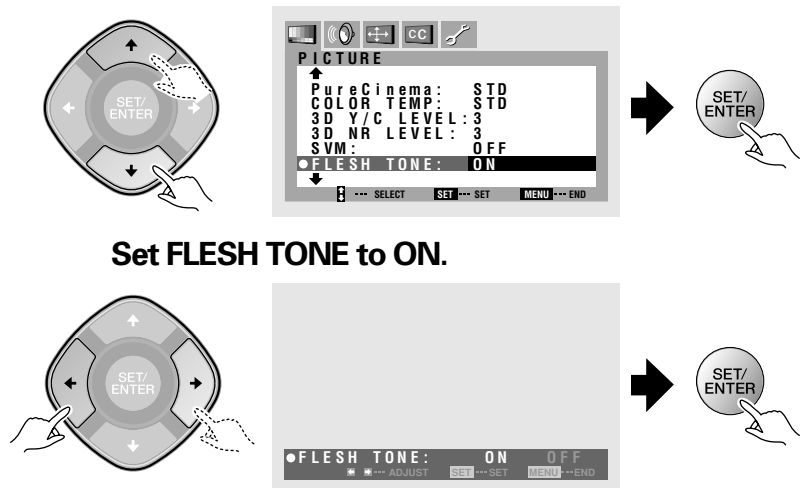 SET/
ENTER
CC
PICTURE
PureCinema: STD
COLOR TEMP: STD
3D Y/C LEVEL: 3
3D NR LEVEL: 3
SVM: OFF
●FLESH TONE: ON
--- SELECT SET --- SET MENU --- END
SET/
ENTER
Set FLESH TONE to ON.
SET/
ENTER
●FLESH TONE: ON OFF
--- ADJUST SET --- SET MENU --- END
SET/
ENTER